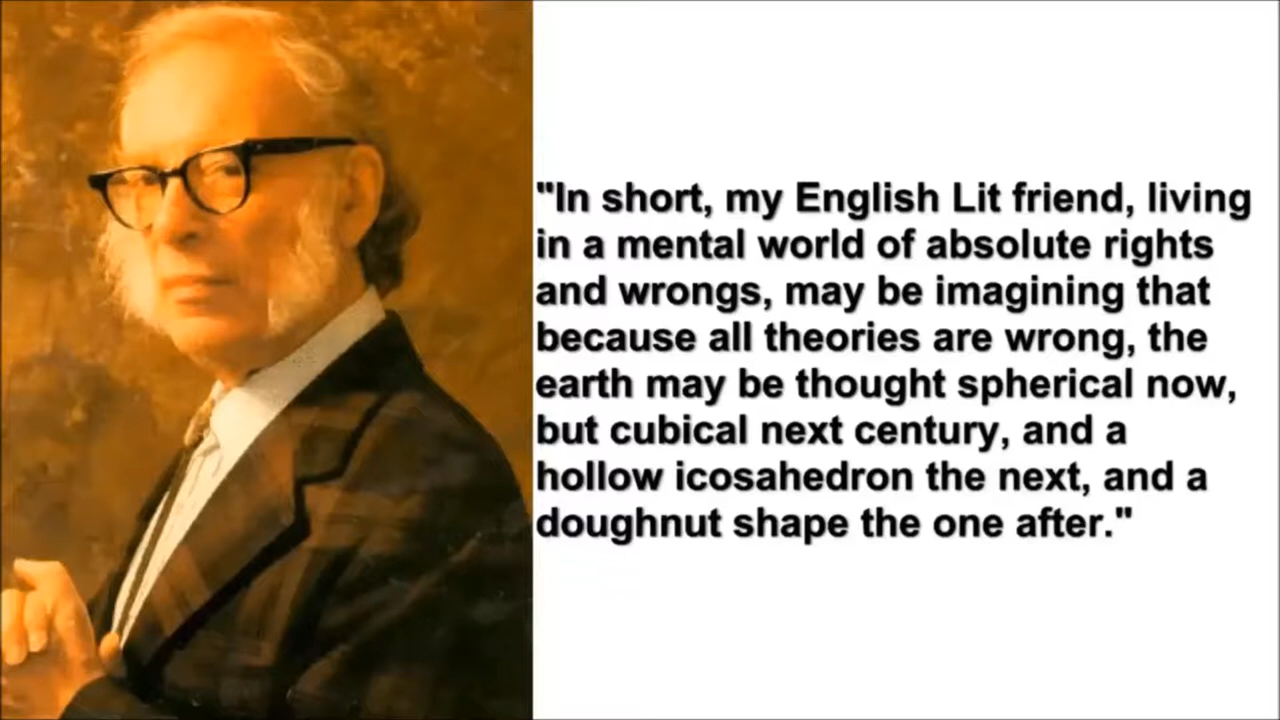 "In short, my English Lit friend, living
in a mental world of absolute rights
and wrongs, may be imagining that
because all theories are wrong, the
earth may be thought spherical now,
but cubical next century, and a
hollow icosahedron the next, and a
doughnut shape the one after."